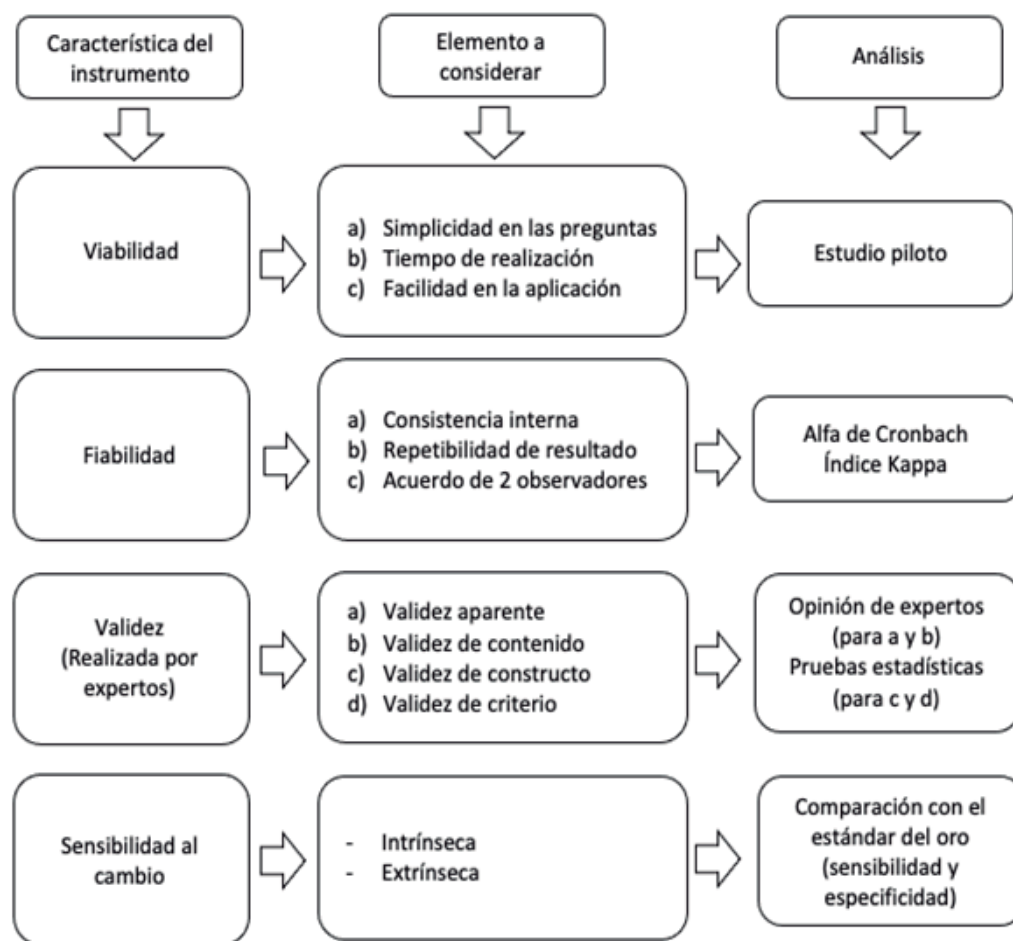 Característica del
instrumento
Elemento a
considerar
Análisis
Viabilidad
a) Simplicidad en las preguntas
b) Tiempo de realización
c) Facilidad en la aplicación
Estudio piloto
Fiabilidad
a) Consistencia interna
b) Repetibilidad de resultado
c) Acuerdo de 2 observadores
Alfa de Cronbach
Índice Kappa
Validez
(Realizada por
expertos)
a) Validez aparente
b) Validez de contenido
c) Validez de constructo
d) Validez de criterio
Opinión de expertos
(para a y b)
Pruebas estadísticas
(para c y d)
Sensibilidad al
cambio
- Intrínseca
- Extrínseca
Comparación con el
estándar del oro
(sensibilidad y
especificidad)